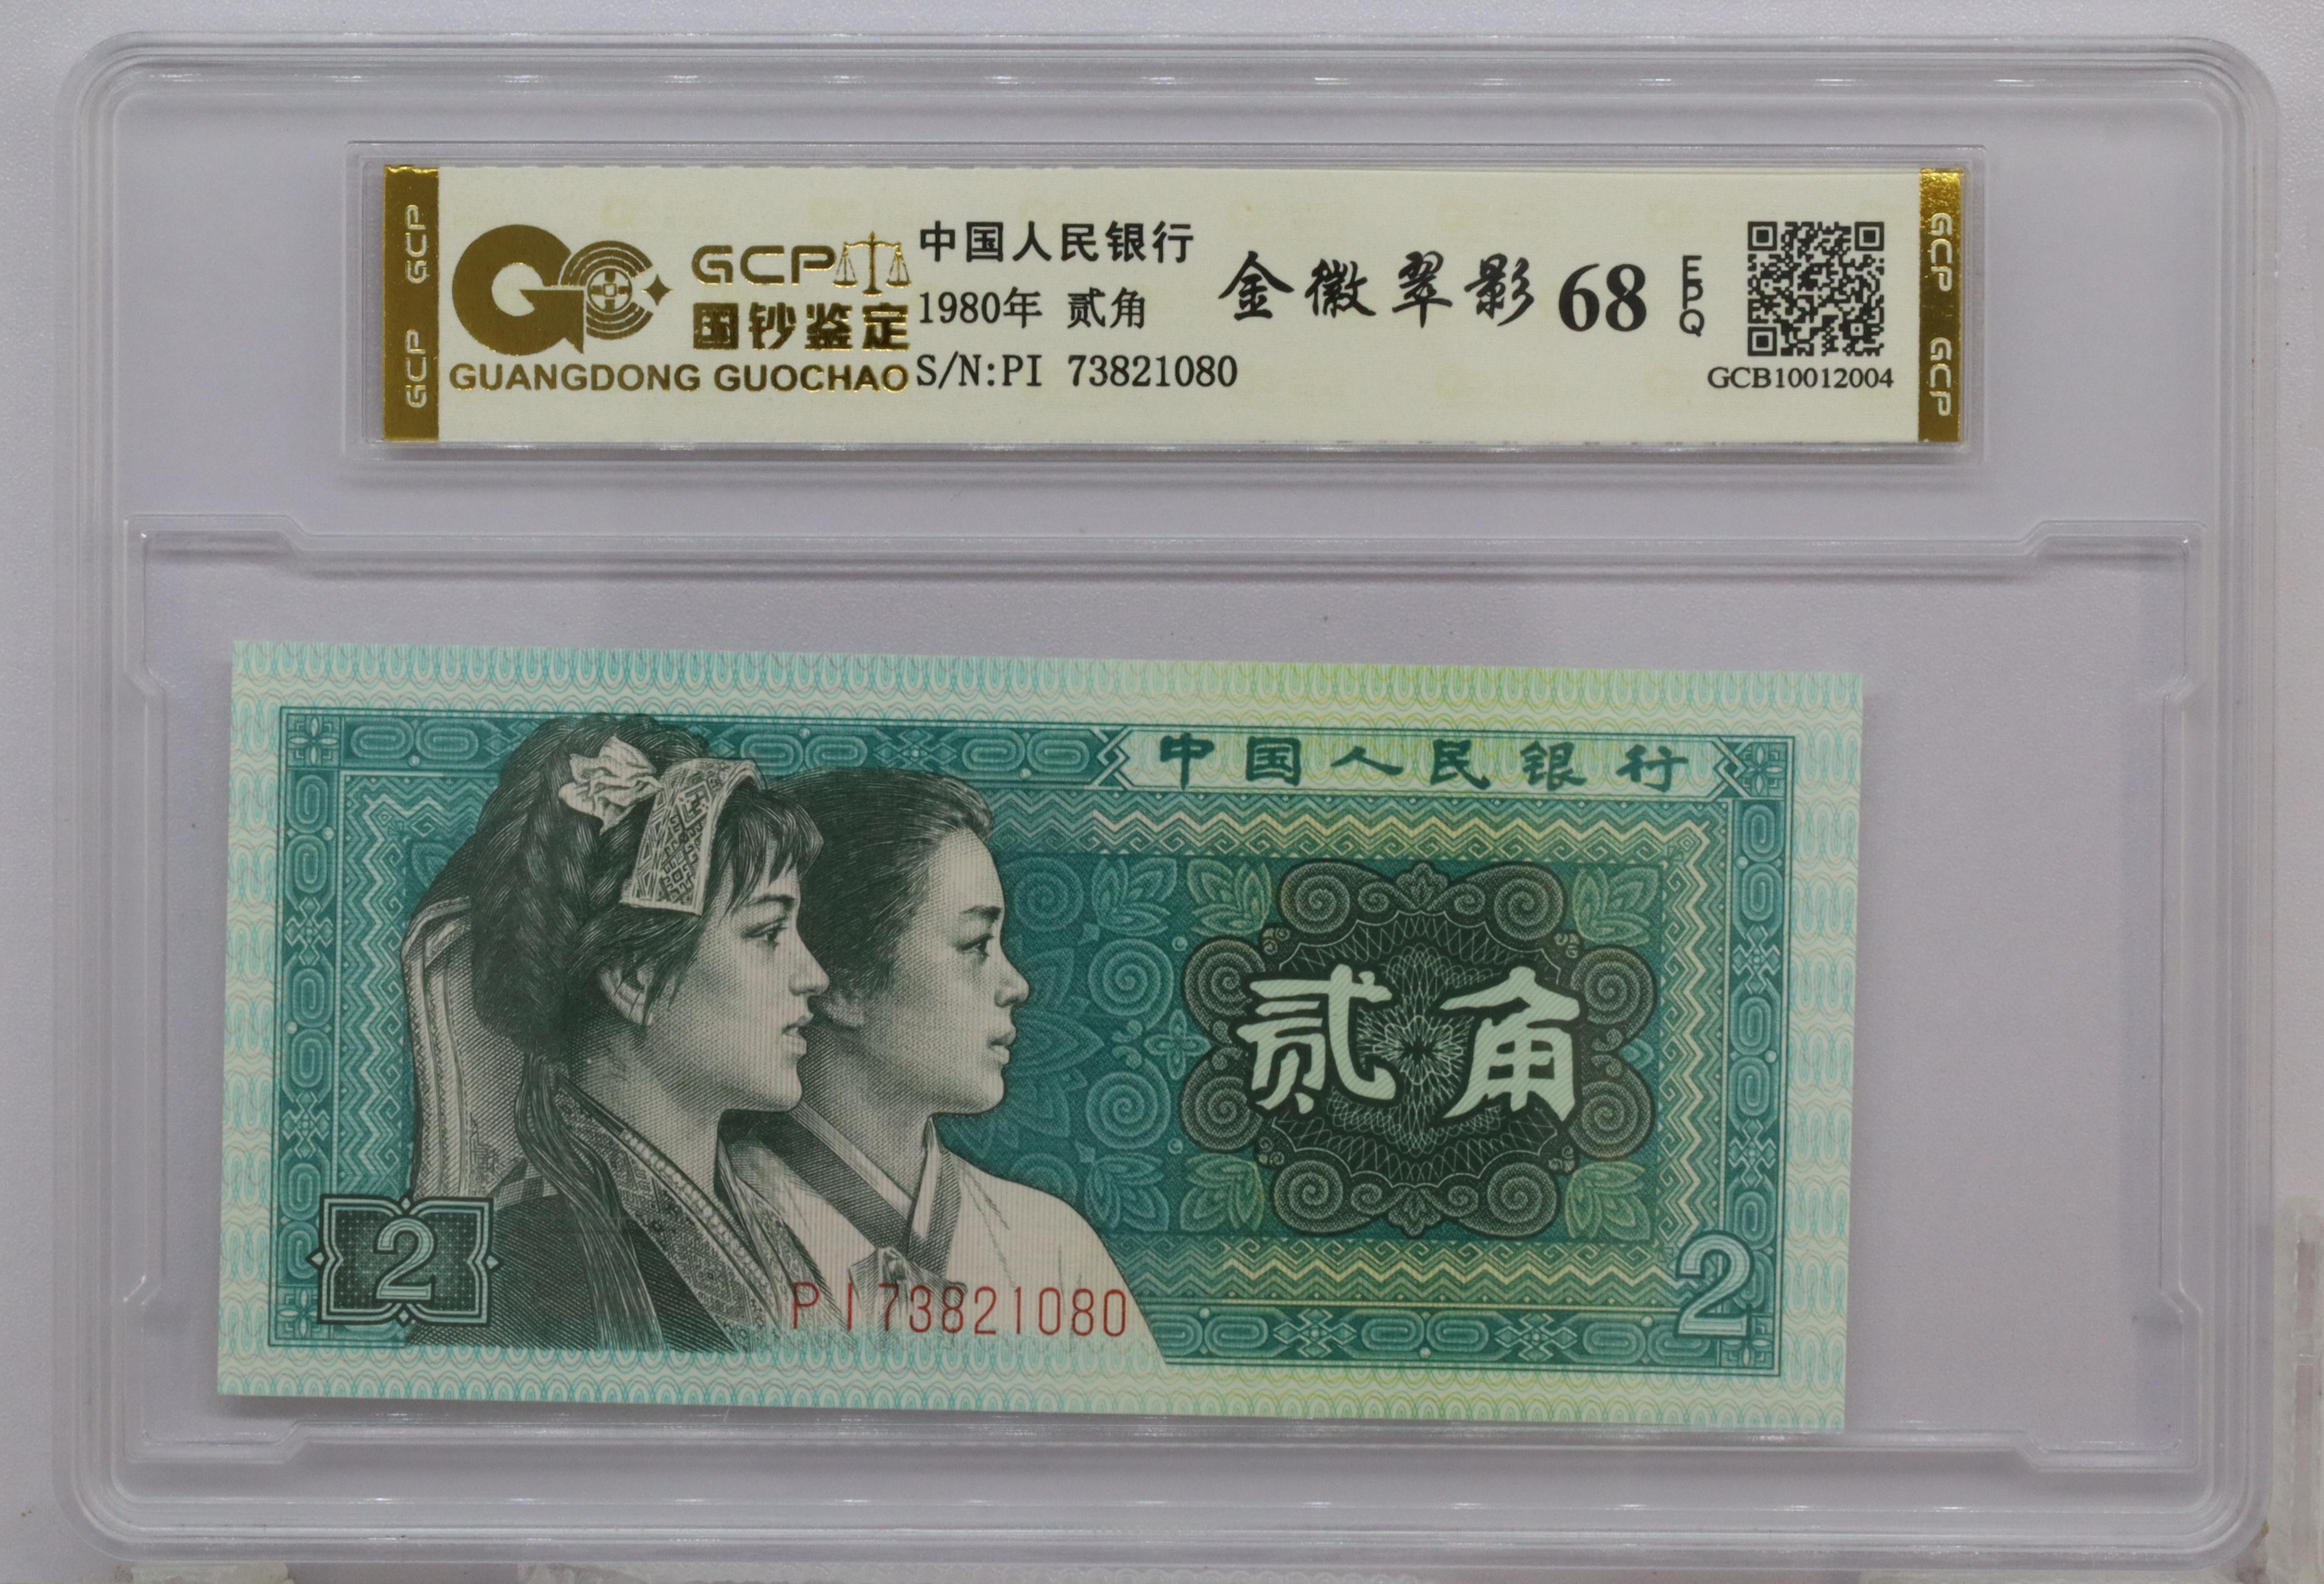 GCP GCP
GCP
国钞鉴定
GUANGDONG GUOCHAO
中国人民银行
1980年 贰角
S/N:PI 73821080
金徽翠影 68 EPQ
GCB10012004
GCP GCP
中国人民银行
贰角
2
PI73821080
2